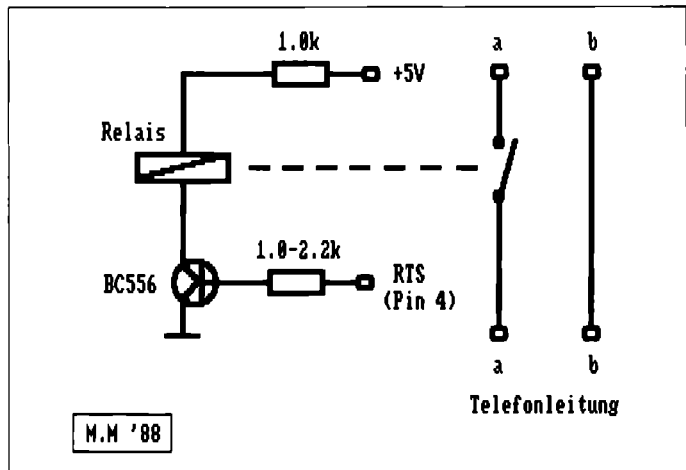 1.0k
a
b
+5V
Relais
1.0-2.2k
BC556
RTS
(Pin 4)
a
b
Telefonleitung
M.M '88